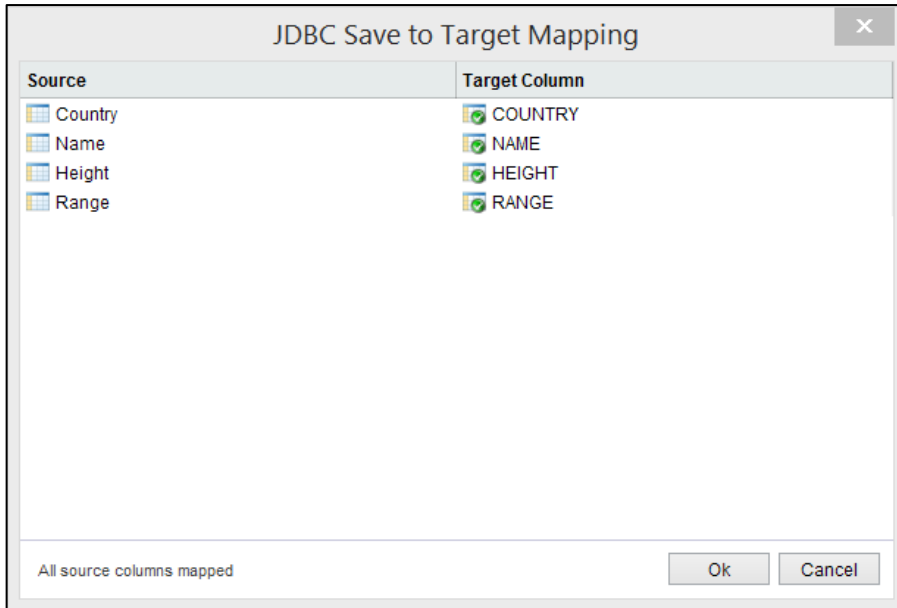 JDBC Save to Target Mapping
Source Target Column
Country COUNTRY
Name NAME
Height HEIGHT
Range RANGE
All source columns mapped Ok Cancel